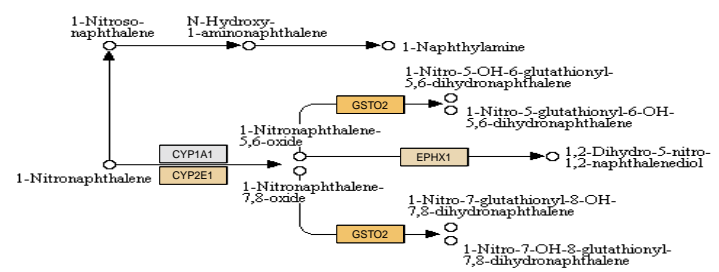 1-Nitroso-
naphthalene
N-Hydroxy-
1-aminonaphthalene
1-Naphthylamine
1-Nitro-5-OH-6-glutathionyl-
5,6-dihydronaphthalene
GSTO2
1-Nitro-5-glutathionyl-6-OH-
5,6-dihydronaphthalene
1-Nitronaphthalene-
5,6-oxide
CYP1A1
EPHX1
1,2-Dihydro-5-nitro-
1,2-naphthalenediol
1-Nitronaphthalene
CYP2E1
1-Nitronaphthalene-
7,8-oxide
1-Nitro-7-glutathionyl-8-OH-
7,8-dihydronaphthalene
GSTO2
1-Nitro-7-OH-8-glutathionyl-
7,8-dihydronaphthalene